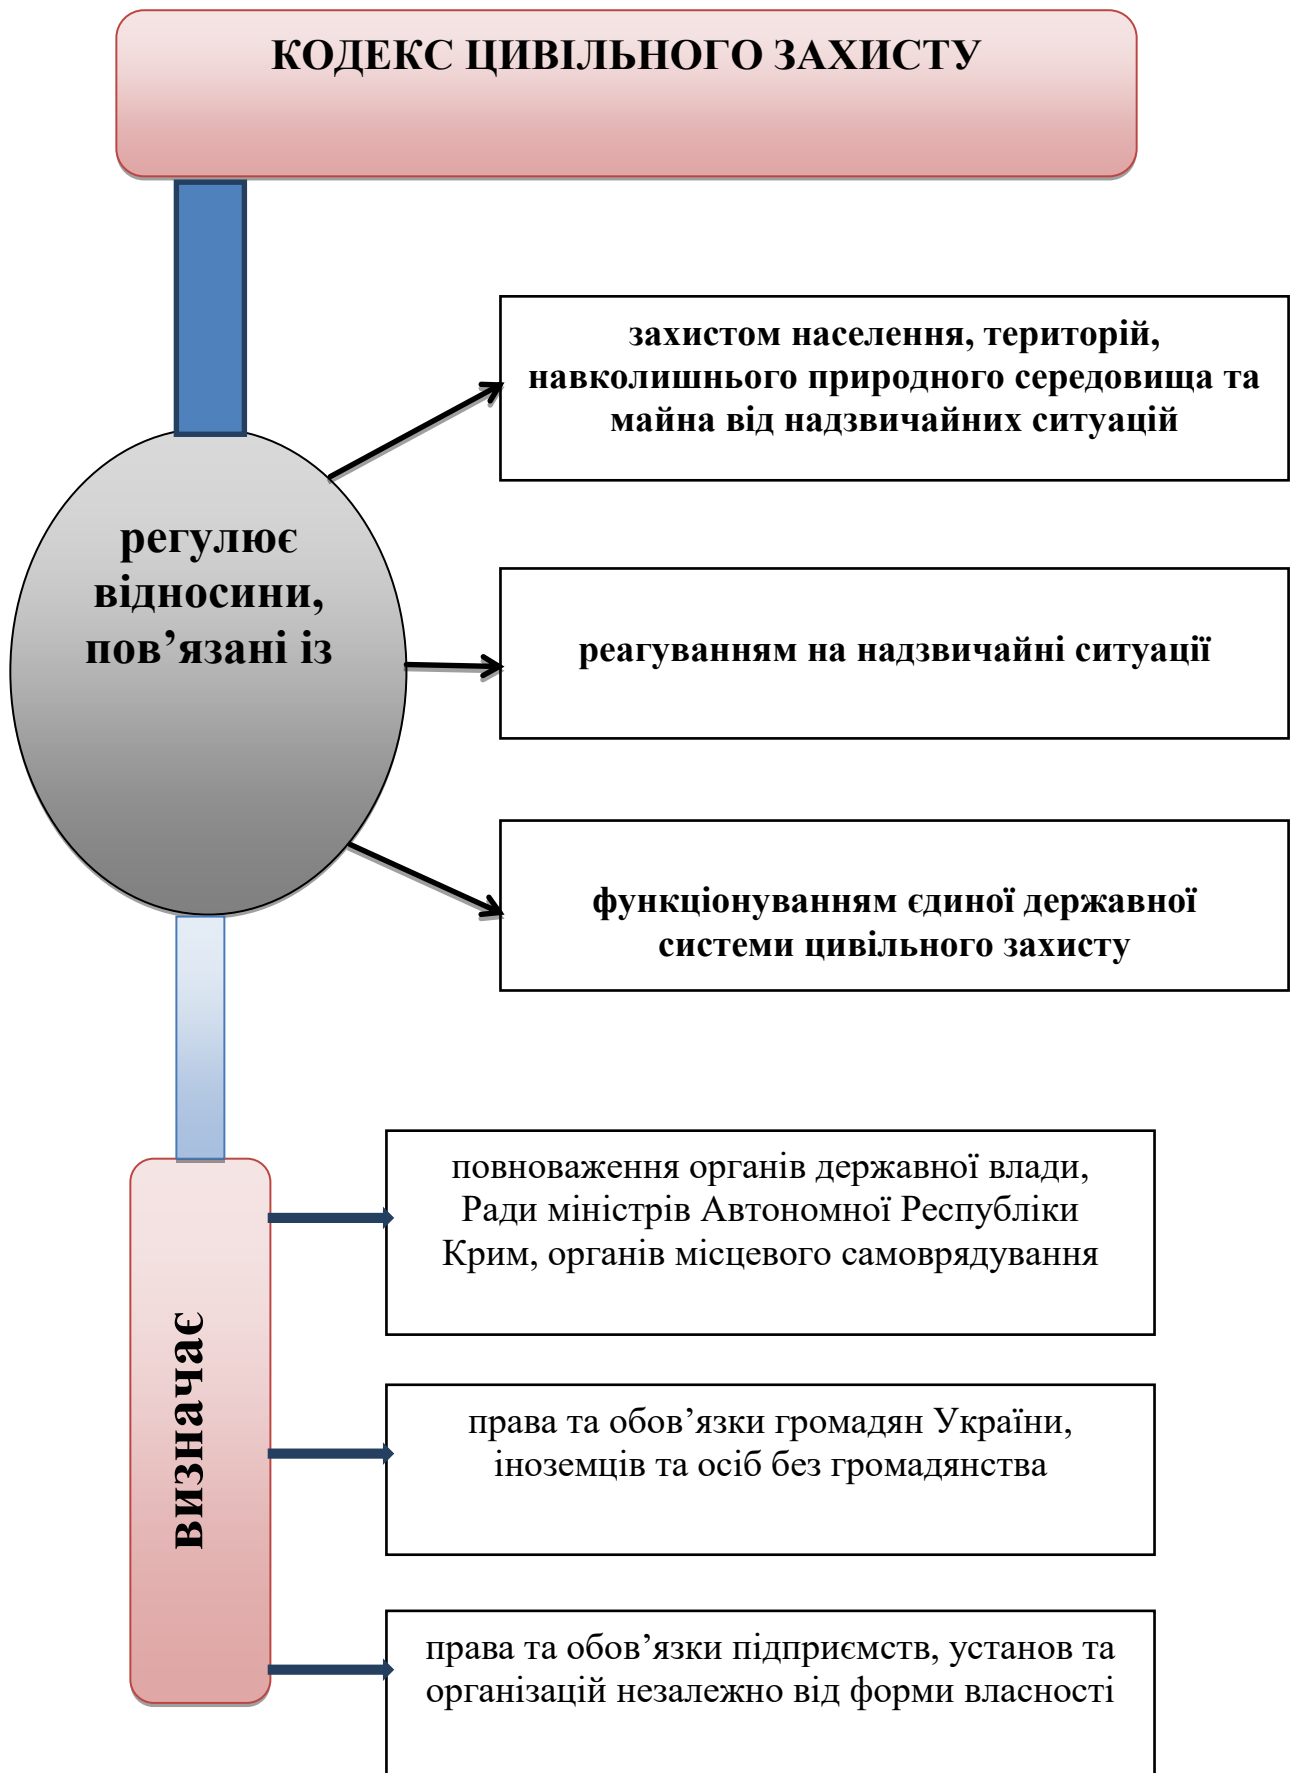 КОДЕКС ЦИВІЛЬНОГО ЗАХИСТУ
захистом населення, територій,
навколишнього природного середовища та
майна від надзвичайних ситуацій
регулює
відносини,
пов’язані із
реагуванням на надзвичайні ситуації
функціонуванням єдиної державної
системи цивільного захисту
повноваження органів державної влади,
Ради міністрів Автономної Республіки
Крим, органів місцевого самоврядування
визначає
права та обов’язки громадян України,
іноземців та осіб без громадянства
права та обов’язки підприємств, установ та
організацій незалежно від форми власності